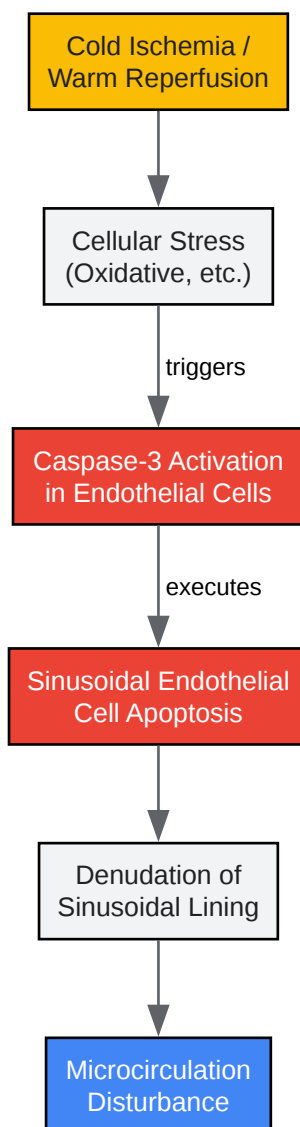 Cold Ischemia /
Warm Reperfusion
Cellular Stress
(Oxidative, etc.)
triggers
Caspase-3 Activation
in Endothelial Cells
executes
Sinusoidal Endothelial
Cell Apoptosis
Denudation of
Sinusoidal Lining
Microcirculation
Disturbance